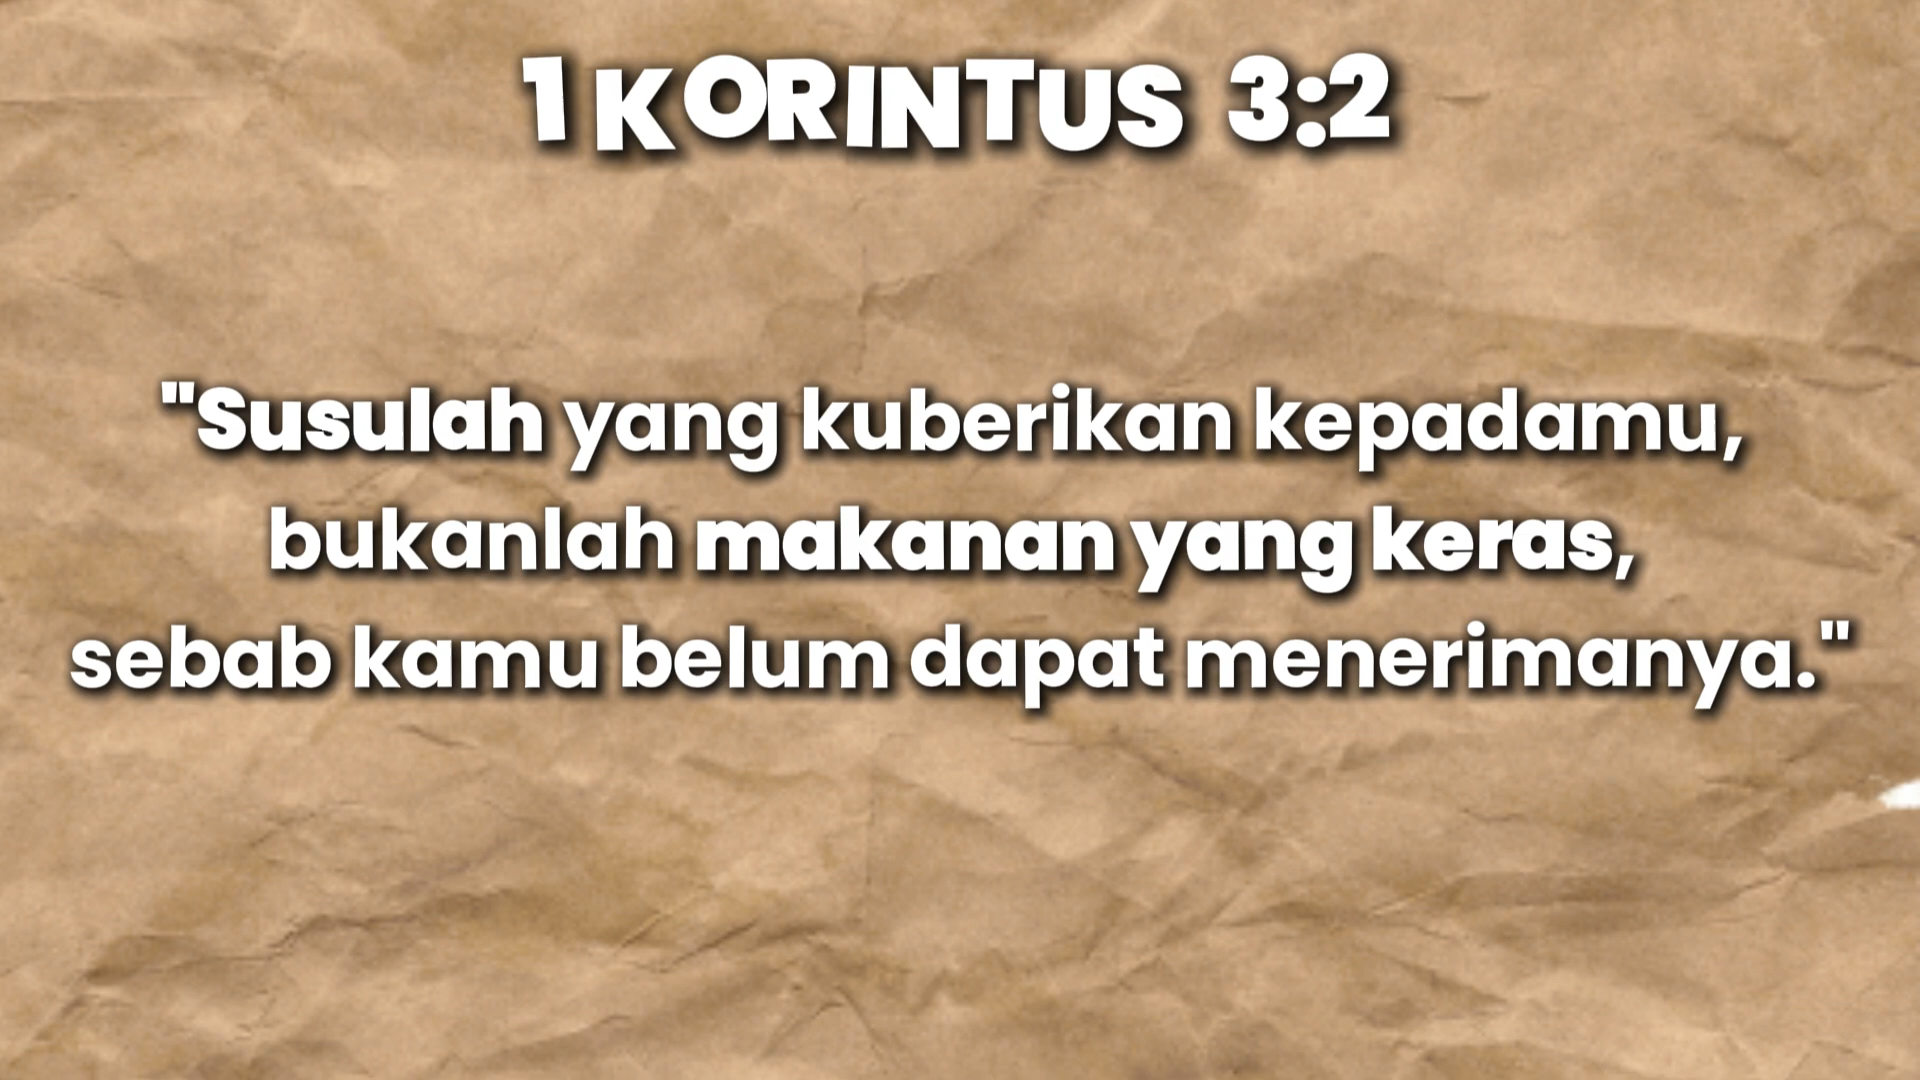 1 KORINTUS 3:2
"Susulah yang kuberikan kepadamu,
bukanlah makanan yang keras,
sebab kamu belum dapat menerimanya."